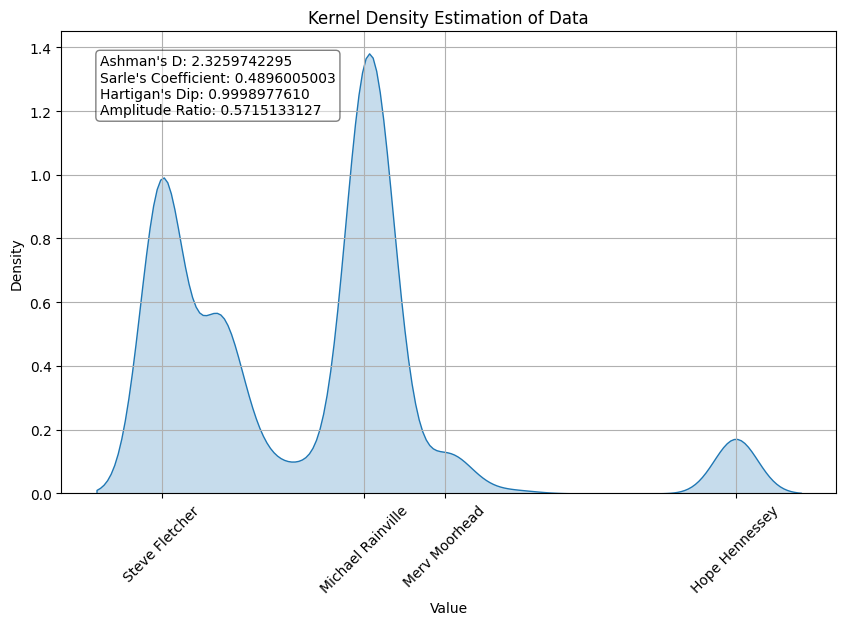 Kernel Density Estimation of Data
Ashman's D: 2.3259742295
Sarle's Coefficient: 0.4896005003
Hartigan's Dip: 0.9998977610
Amplitude Ratio: 0.5715133127
1.4
1.2
1.0
0.8
0.6
0.4
0.2
0.0
Density
Steve Fletcher
Michael Rainville
Merv Moorhead
Hope Hennessey
Value